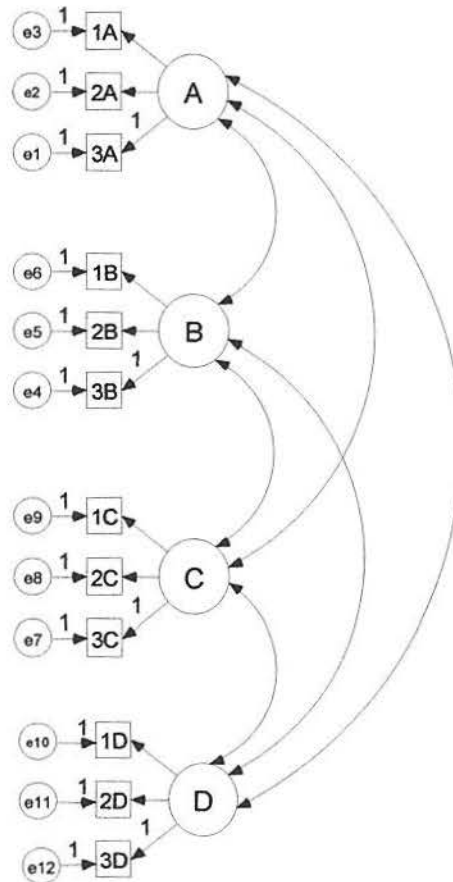 e3 1 1A
A
e2 1 2A
1
e1 1 3A
e6 1 1B
B
e5 1 2B
1
e4 1 3B
e9 1 1C
C
e8 1 2C
1
e7 1 3C
e10 1 1D
D
e11 1 2D
1
e12 1 3D